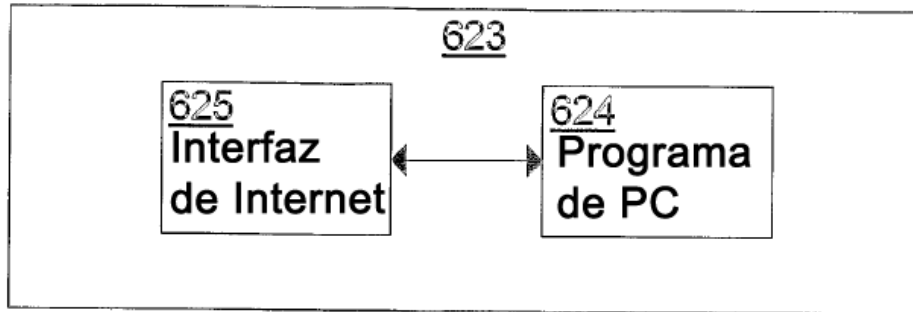 623
625
Interfaz
de Internet
624
Programa
de PC